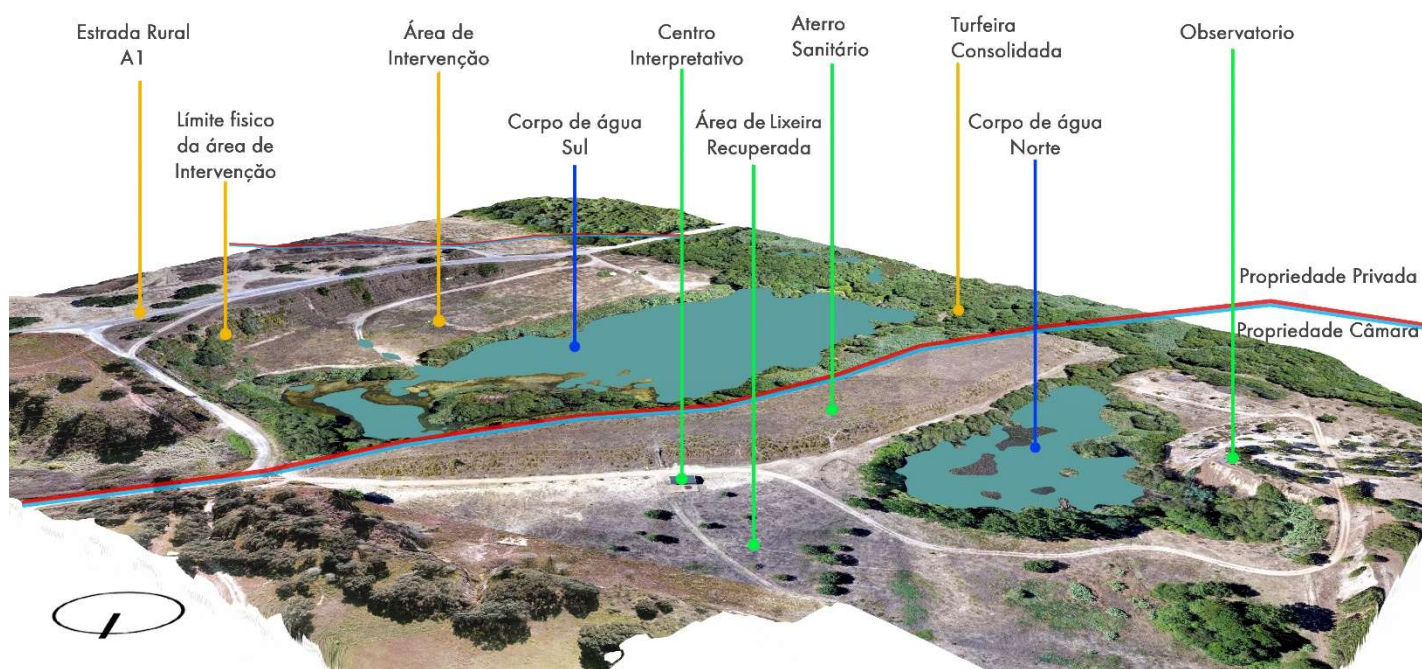 Estrada Rural
A1
Área de
Intervenção
Centro
Interpretativo
Aterro
Sanitário
Turfeira
Consolidada
Observatorio
Límite fisico
da área de
Intervenção
Corpo de água
Sul
Área de Lixeira
Recuperada
Corpo de água
Norte
Propriedade Privada
Propriedade Câmara